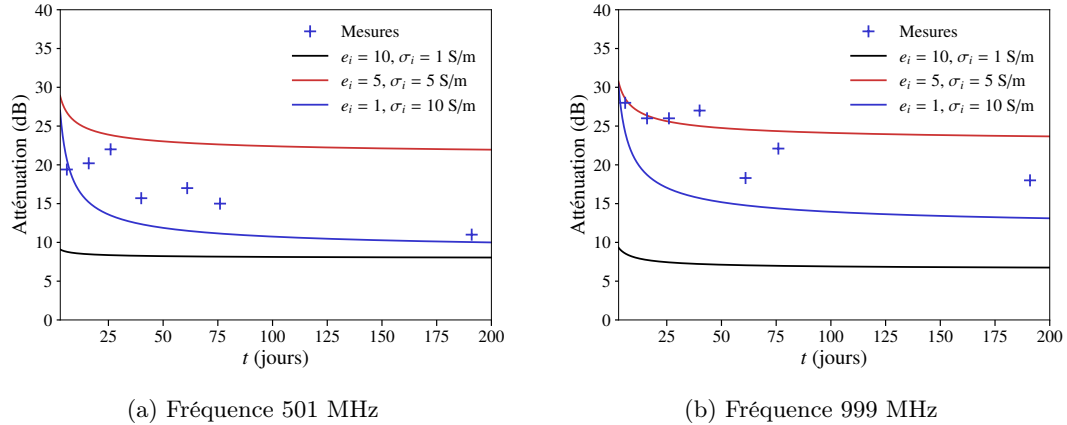 40
35
30
25
20
15
10
5
0
Atténuation (dB)
Mesures
e_i = 10, σ_i = 1 S/m
e_i = 5, σ_i = 5 S/m
e_i = 1, σ_i = 10 S/m
25 50 75 100 125 150 175 200
t (jours)
(a) Fréquence 501 MHz
40
35
30
25
20
15
10
5
0
Atténuation (dB)
Mesures
e_i = 10, σ_i = 1 S/m
e_i = 5, σ_i = 5 S/m
e_i = 1, σ_i = 10 S/m
25 50 75 100 125 150 175 200
t (jours)
(b) Fréquence 999 MHz